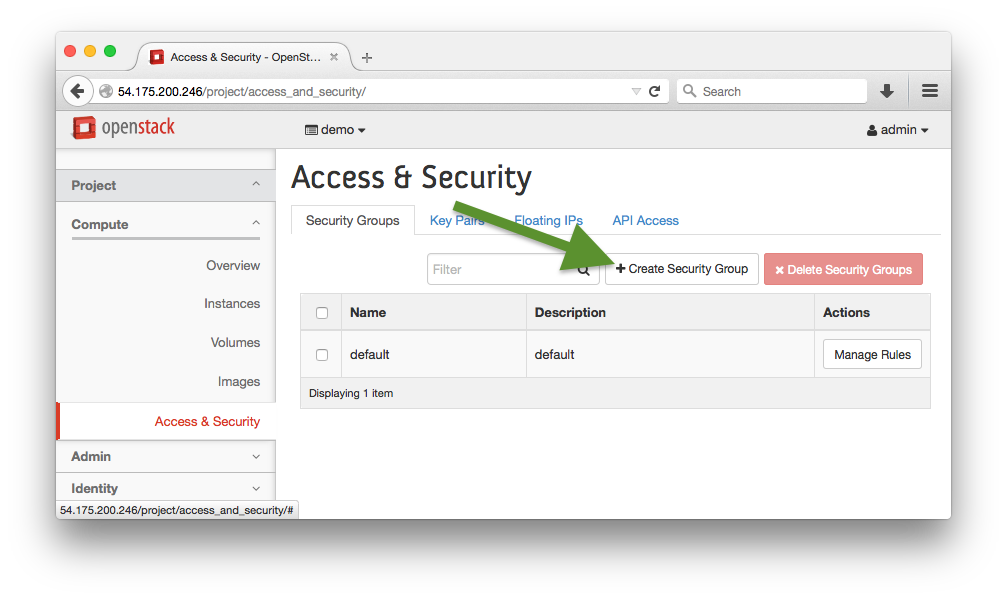 Access & Security - OpenSt...
54.175.200.246/project/access_and_security/
Search
openstack
demo
admin
Project
Compute
Overview
Instances
Volumes
Images
Access & Security
Admin
Identity
Access & Security
Security Groups Key Pairs Floating IPs API Access
Filter
Create Security Group
Delete Security Groups
Name Description Actions
default default Manage Rules
Displaying 1 item
54.175.200.246/project/access_and_security/#